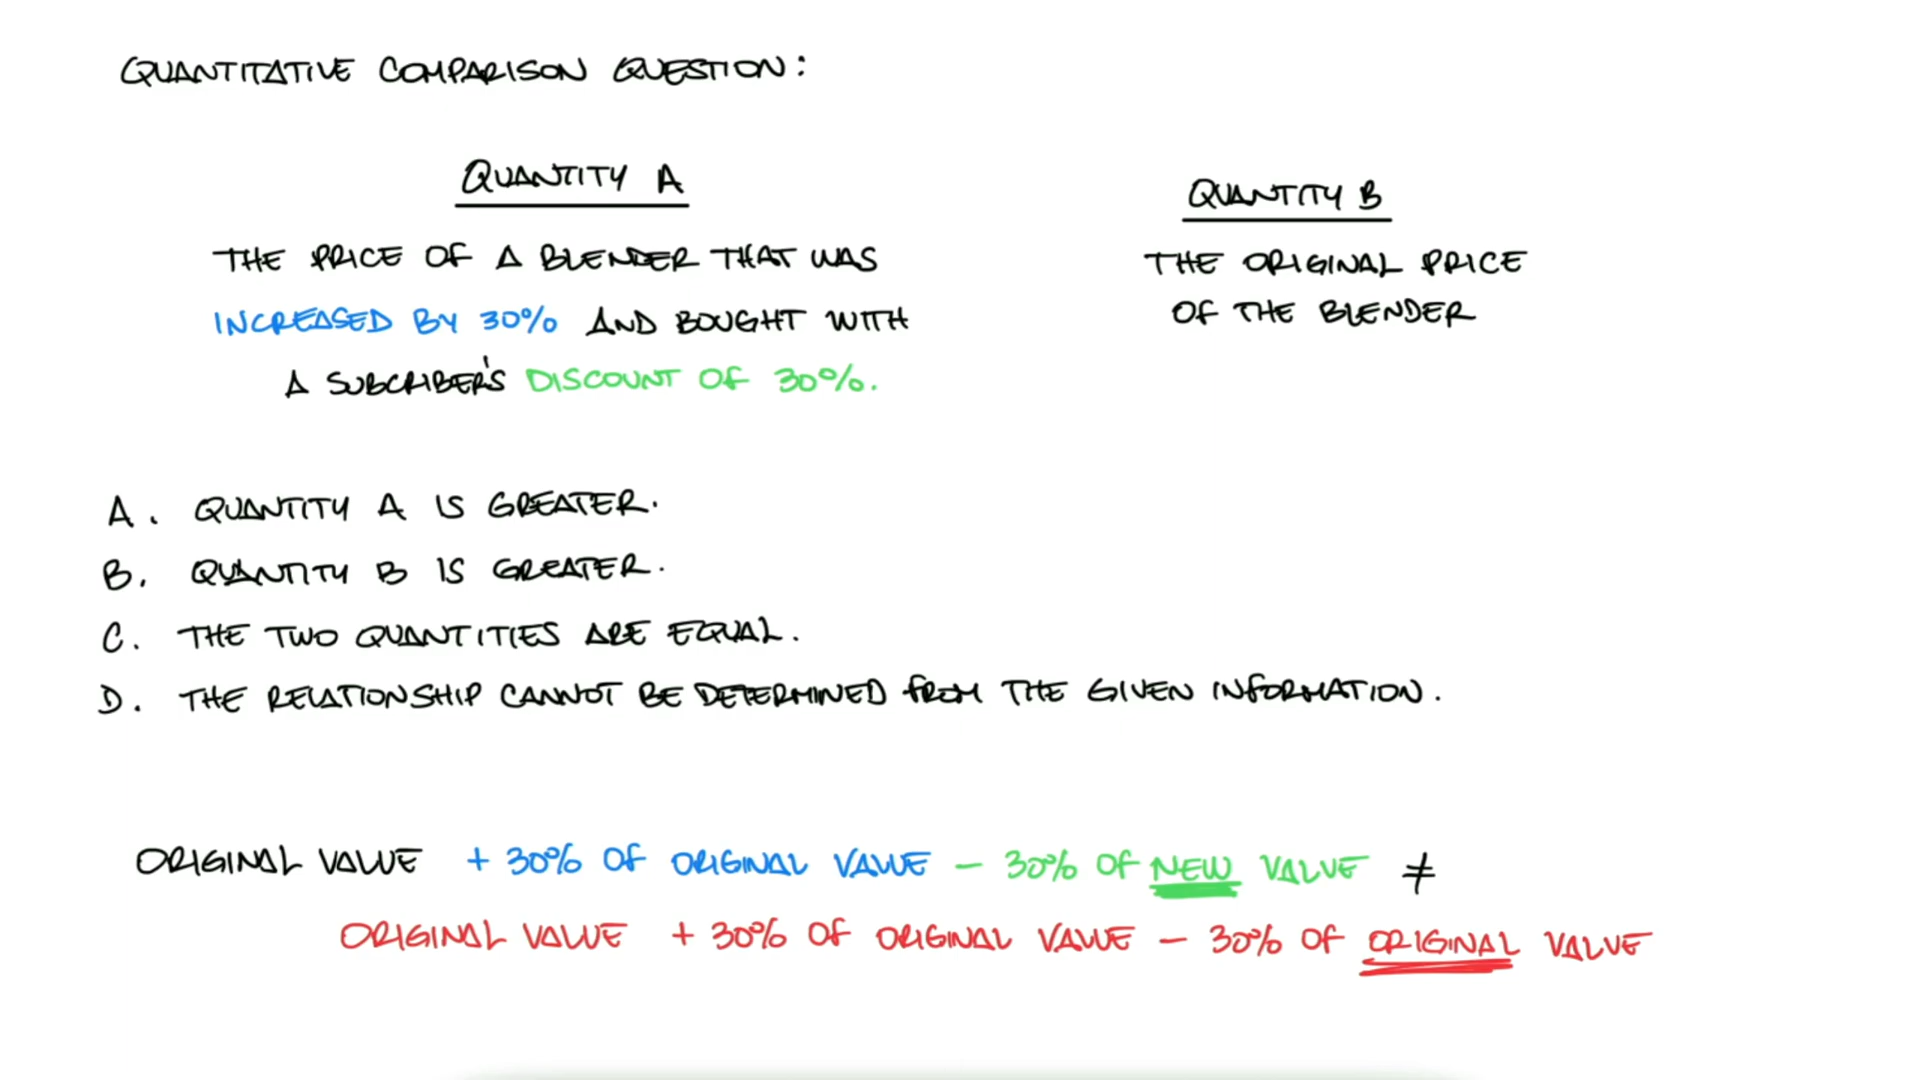 QUANTITATIVE COMPARISON QUESTION:
QUANTITY A
THE PRICE OF A BLENDER THAT WAS
INCREASED BY 30% AND BOUGHT WITH
A SUBCRIBER'S DISCOUNT OF 30%.
QUANTITY B
THE ORIGINAL PRICE
OF THE BLENDER
A. QUANTITY A IS GREATER.
B. QUANTITY B IS GREATER.
C. THE TWO QUANTITIES ARE EQUAL.
D. THE RELATIONSHIP CANNOT BE DETERMINED FROM THE GIVEN INFORMATION.
ORIGINAL VALUE + 30% OF ORIGINAL VALUE - 30% OF NEW VALUE ≠
ORIGINAL VALUE + 30% OF ORIGINAL VALUE - 30% OF ORIGINAL VALUE